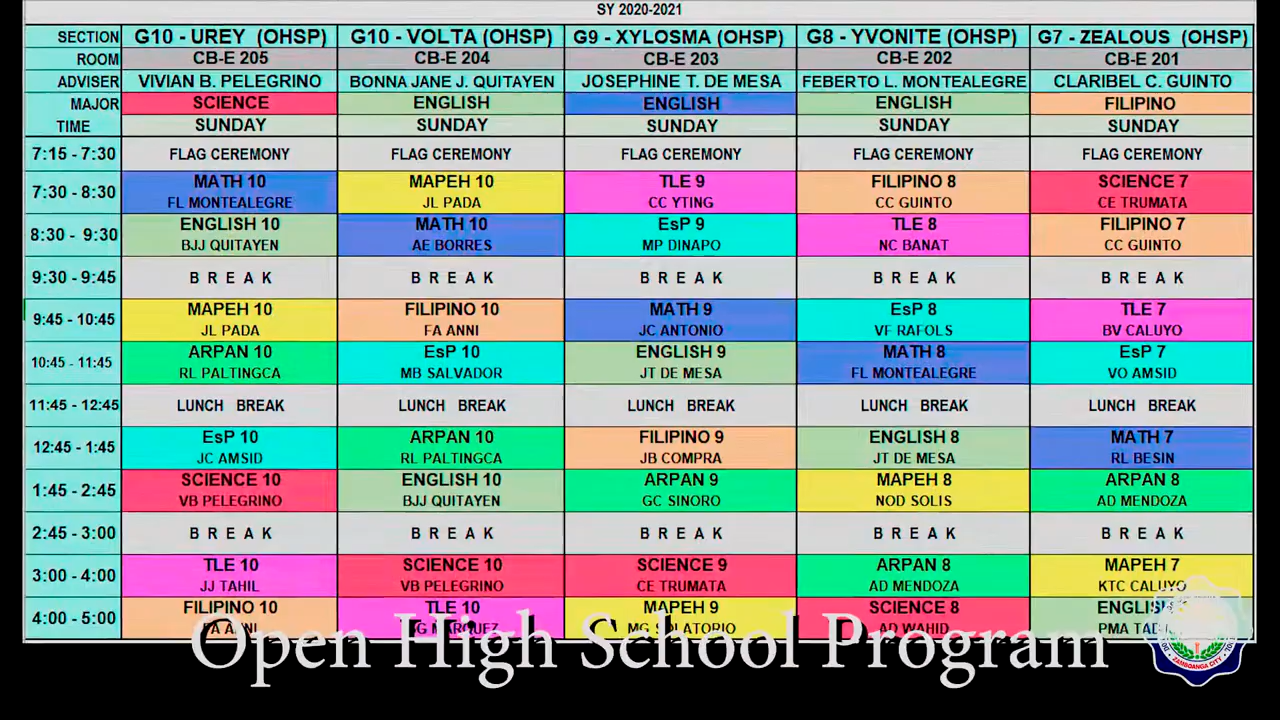 SY 2020-2021
SECTION G10 - UREY (OHSP) G10 - VOLTA (OHSP) G9 - XYLOSMA (OHSP) G8 - YVONITE (OHSP) G7 - ZEALOUS (OHSP)
ROOM CB-E 205 CB-E 204 CB-E 203 CB-E 202 CB-E 201
ADVISER VIVIAN B. PELEGRINO BONNA JANE J. QUITAYEN JOSEPHINE T. DE MESA FEBERTO L. MONTEALEGRE CLARIBEL C. GUINTO
MAJOR SCIENCE ENGLISH ENGLISH ENGLISH FILIPINO
TIME SUNDAY SUNDAY SUNDAY SUNDAY SUNDAY
7:15 - 7:30 FLAG CEREMONY FLAG CEREMONY FLAG CEREMONY FLAG CEREMONY FLAG CEREMONY
7:30 - 8:30 MATH 10 MAPEH 10 TLE 9 FILIPINO 8 SCIENCE 7
FL MONTEALEGRE JL PADA CC YTING CC GUINTO CE TRUMATA
8:30 - 9:30 ENGLISH 10 MATH 10 EsP 9 TLE 8 FILIPINO 7
BJJ QUITAYEN AE BORRES MP DINAPO NC BANAT CC GUINTO
9:30 - 9:45 B R E A K B R E A K B R E A K B R E A K B R E A K
9:45 - 10:45 MAPEH 10 FILIPINO 10 MATH 9 EsP 8 TLE 7
JL PADA FA ANNI JC ANTONIO VF RAFOLS BV CALUYO
10:45 - 11:45 ARPAN 10 EsP 10 ENGLISH 9 MATH 8 EsP 7
RL PALTINGCA MB SALVADOR JT DE MESA FL MONTEALEGRE VO AMSID
11:45 - 12:45 LUNCH BREAK LUNCH BREAK LUNCH BREAK LUNCH BREAK LUNCH BREAK
12:45 - 1:45 EsP 10 ARPAN 10 FILIPINO 9 ENGLISH 8 MATH 7
JC AMSID RL PALTINGCA JB COMPRA JT DE MESA RL BESIN
1:45 - 2:45 SCIENCE 10 ENGLISH 10 ARPAN 9 MAPEH 8 ARPAN 8
VB PELEGRINO BJJ QUITAYEN GC SINORO NOD SOLIS AD MENDOZA
2:45 - 3:00 B R E A K B R E A K B R E A K B R E A K B R E A K
3:00 - 4:00 TLE 10 SCIENCE 10 SCIENCE 9 ARPAN 8 MAPEH 7
JJ TAHIL VB PELEGRINO CE TRUMATA AD MENDOZA KTC CALUYO
4:00 - 5:00 FILIPINO 10 TLE 10 MAPEH 9 SCIENCE 8 ENGLISH
FA ANNI MARQUEZ MG SOLATORIO AD WAHID PMA
Open High School Program
ZAMBOANGA CITY